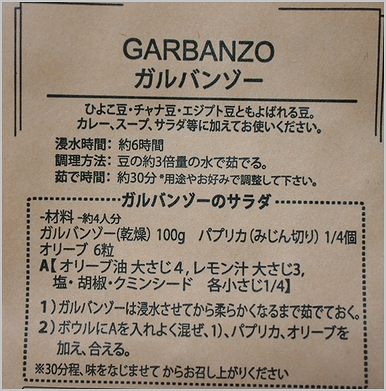 GARBANZO
ガルバンゾー
ひよこ豆・チャナ豆・エジプト豆ともよばれる豆。
カレー、スープ、サラダ等に加えてお使いください。
浸水時間: 約6時間
調理方法: 豆の約3倍量の水で茹でる。
茹で時間: 約30分 *用途やお好みで調整して下さい。
ガルバンゾーのサラダ
-材料 -約4人分
ガルバンゾー(乾燥) 100g パプリカ(みじん切り) 1/4個
オリーブ 6粒
A【 オリーブ油 大さじ4, レモン汁 大さじ3,
塩・胡椒・クミンシード 各小さじ1/4】
1）ガルバンゾーは浸水させてから柔らかくなるまで茹でておく。
2）ボウルにAを入れよく混ぜ、1)、パプリカ、オリーブを
加え、合える。
※30分程、味をなじませて からお召し上がりください